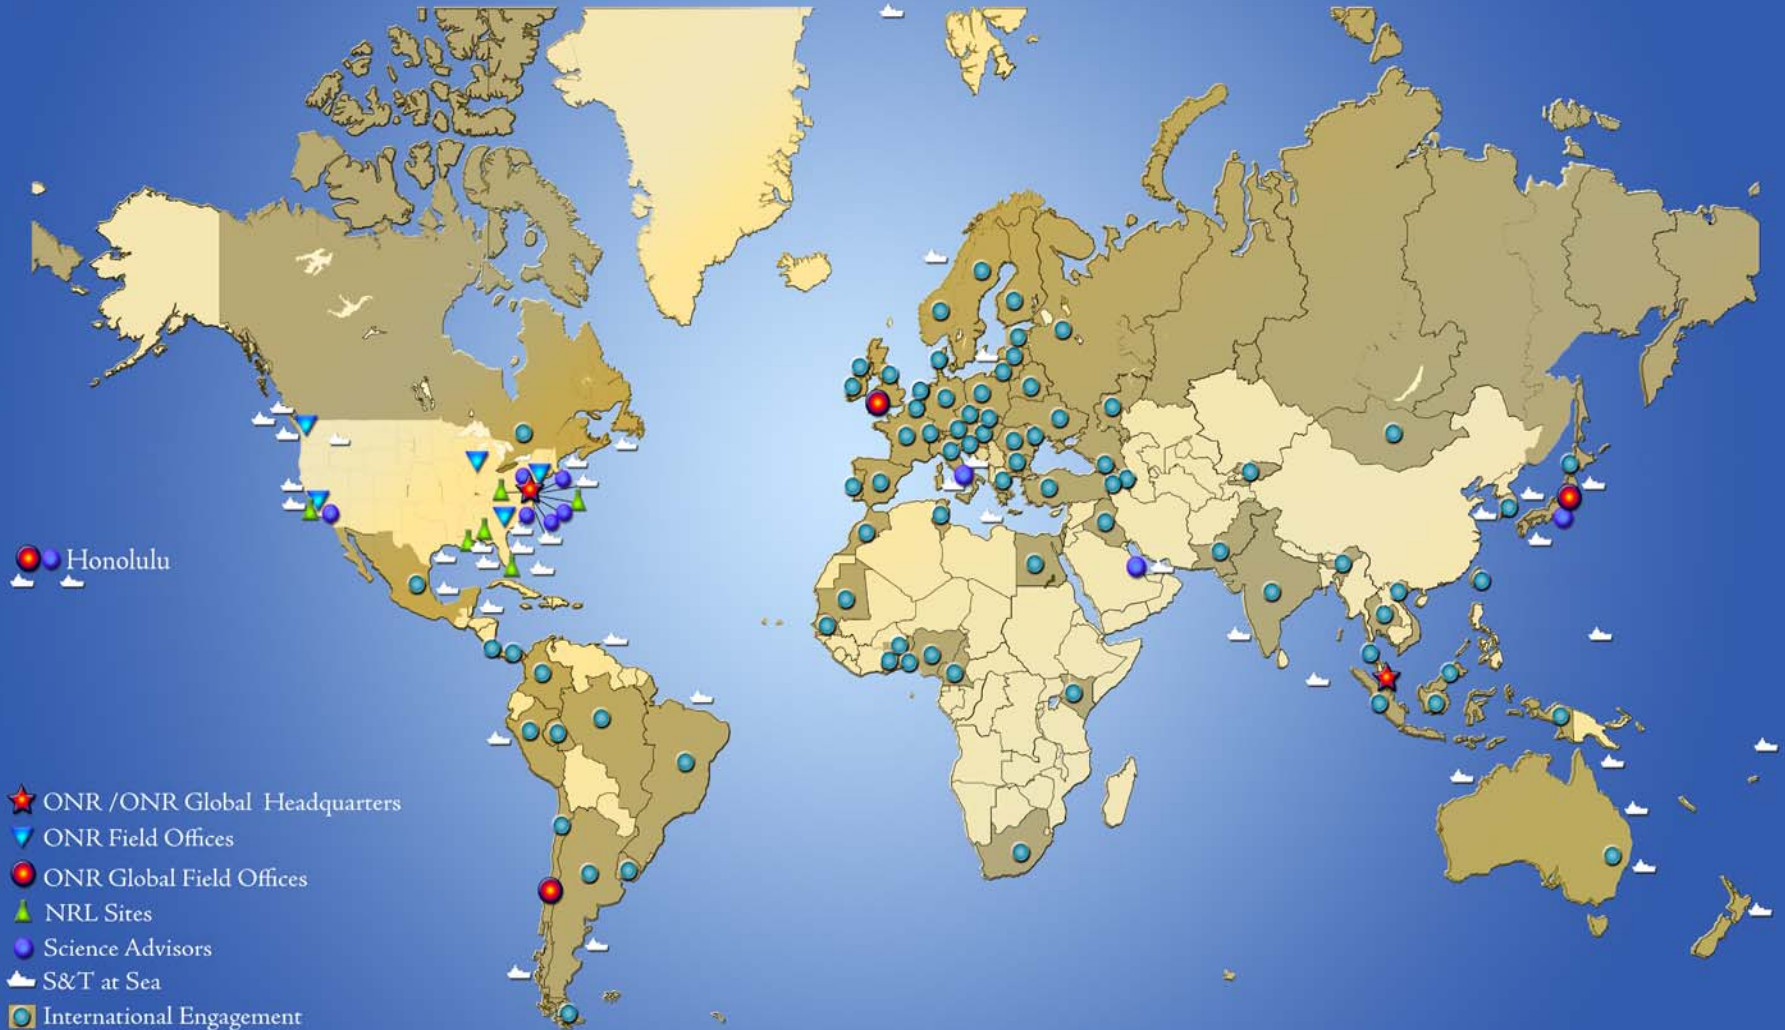 Honolulu
ONR /ONR Global Headquarters
ONR Field Offices
ONR Global Field Offices
NRL Sites
Science Advisors
S&T at Sea
International Engagement